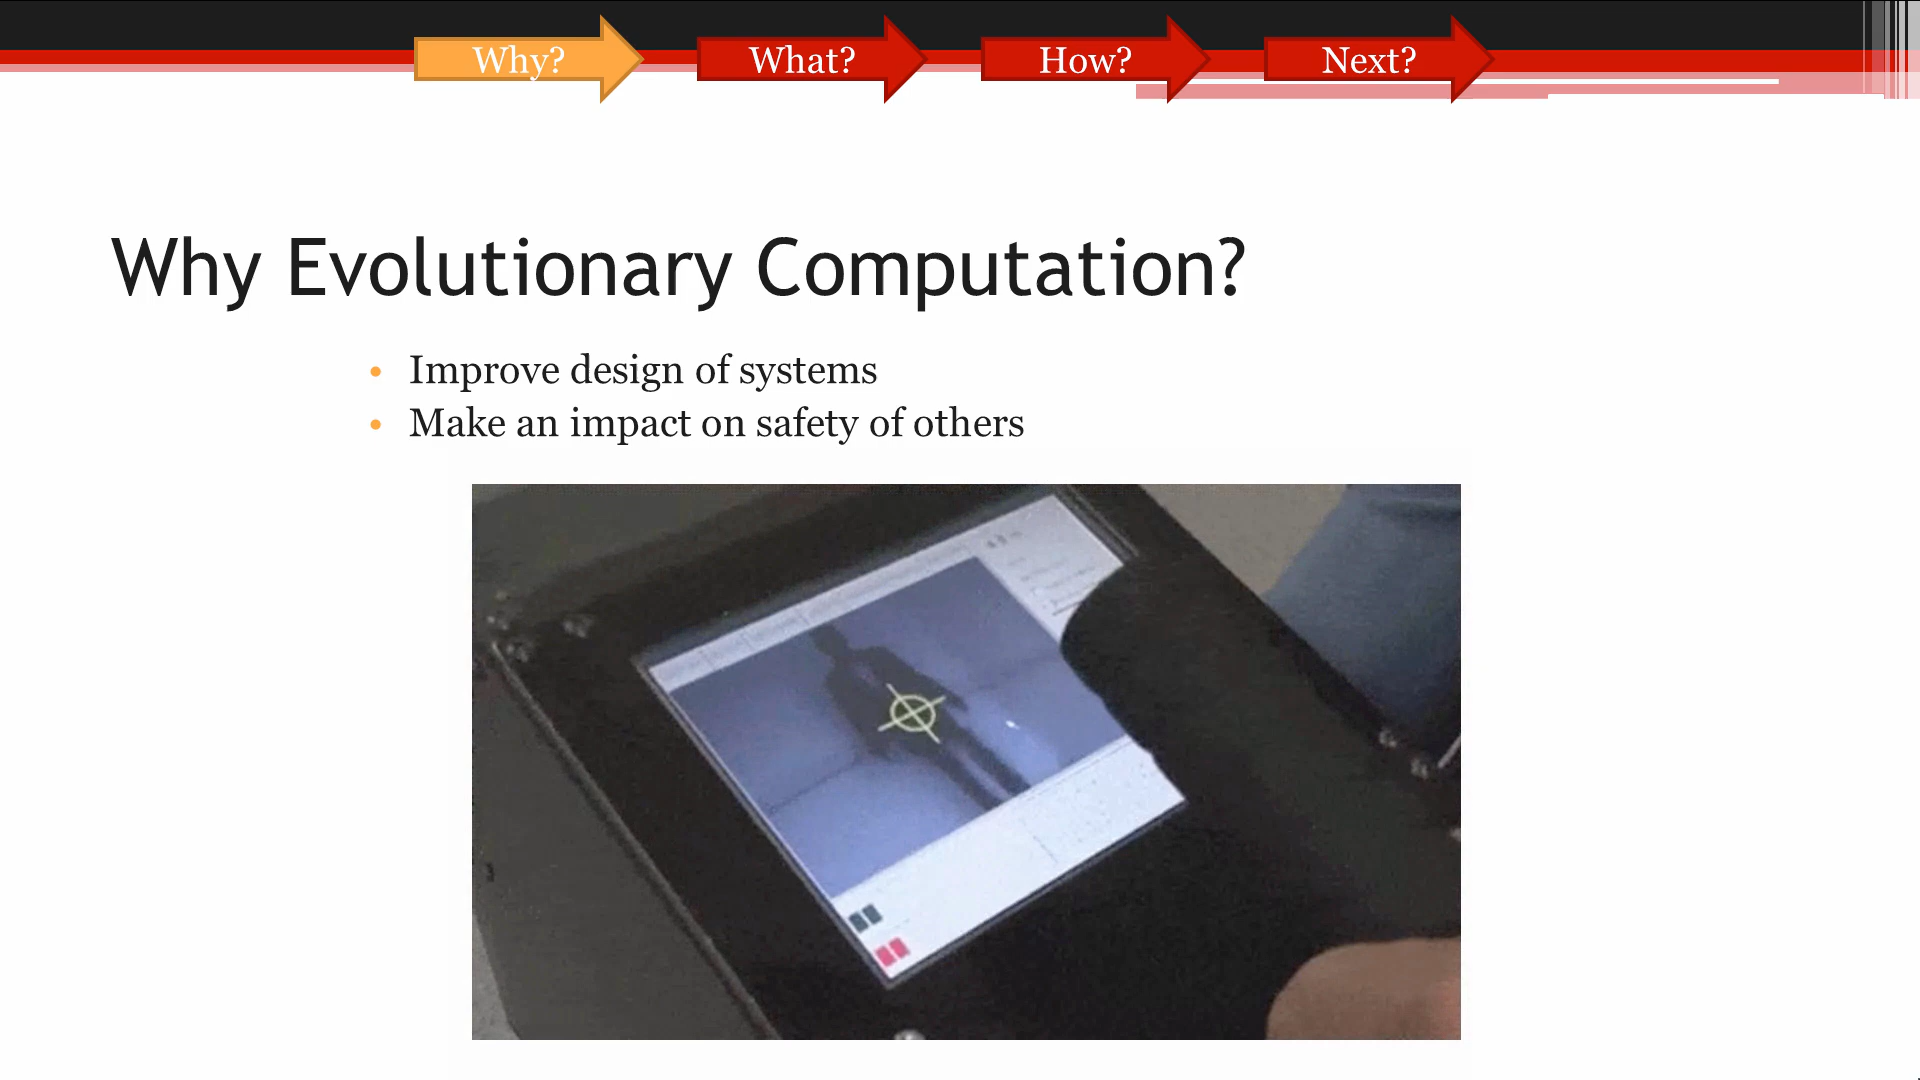 Why?
What?
How?
Next?
Why Evolutionary Computation?
• Improve design of systems
• Make an impact on safety of others